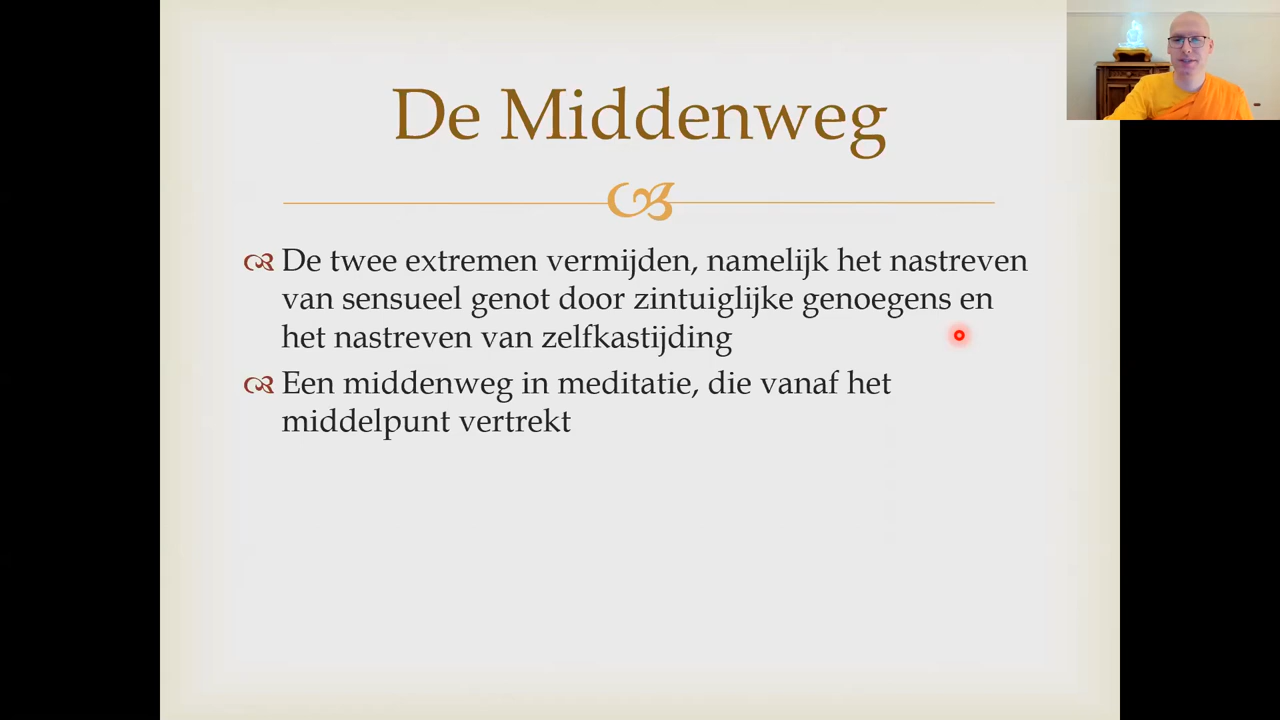 De Middenweg
De twee extremen vermijden, namelijk het nastreven
van sensueel genot door zintuiglijke genoegens en
het nastreven van zelfkastijding
Een middenweg in meditatie, die vanaf het
middelpunt vertrekt